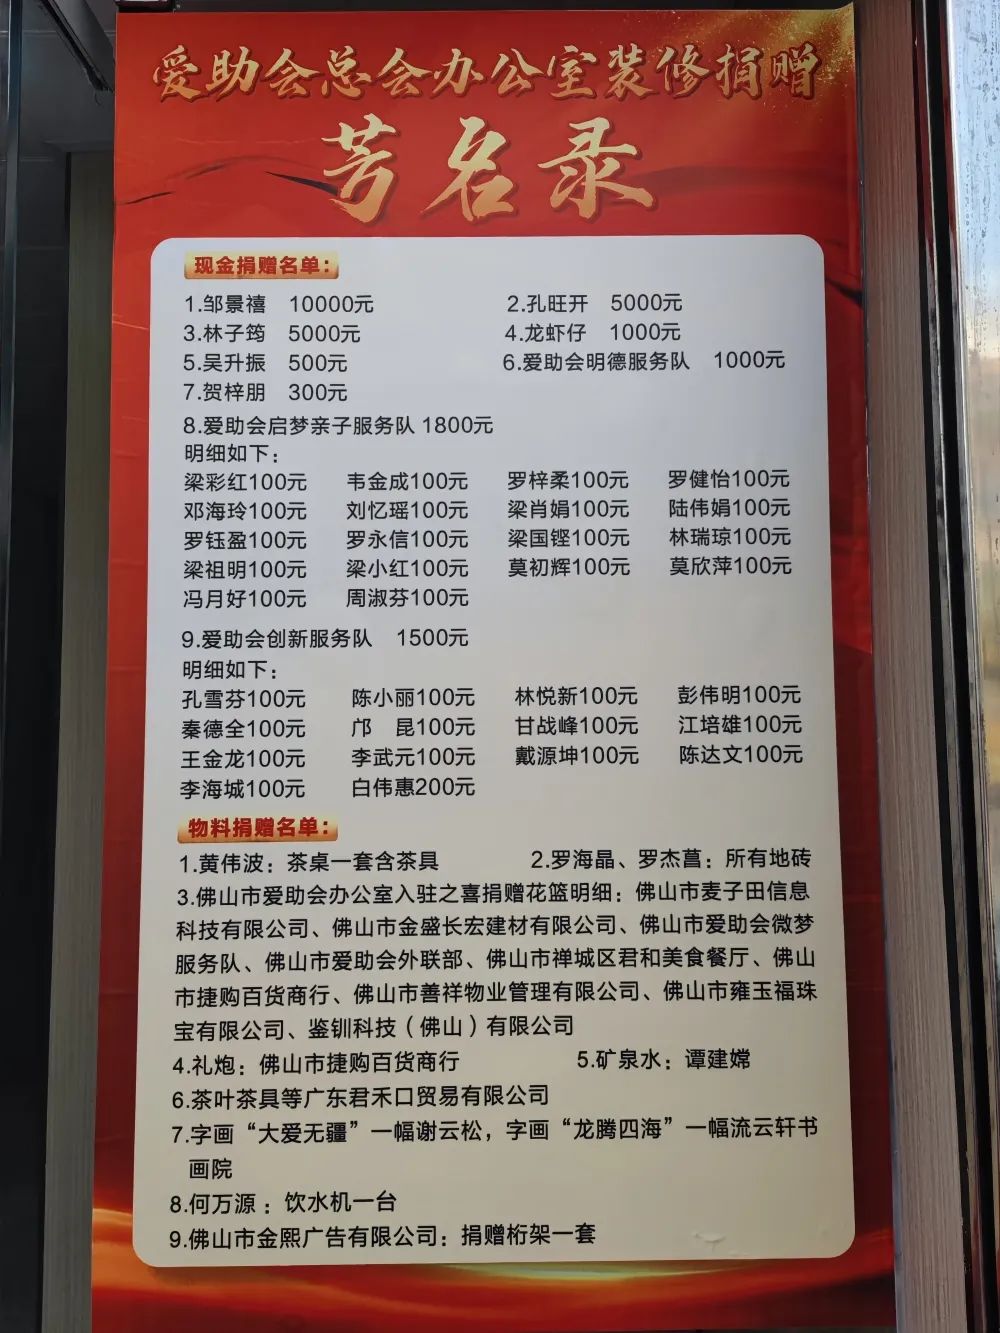 爱助会总会办公室装修捐赠
芳名录
现金捐赠名单：
1.邹景禧 10000元 2.孔旺开 5000元
3.林子筠 5000元 4.龙虾仔 1000元
5.吴升振 500元 6.爱助会明德服务队 1000元
7.贺梓朋 300元
8.爱助会启梦亲子服务队 1800元
明细如下：
梁彩红100元 韦金成100元 罗梓柔100元 罗健怡100元
邓海玲100元 刘忆瑶100元 梁肖娟100元 陆伟娟100元
罗钰盈100元 罗永信100元 梁国铿100元 林瑞琼100元
梁祖明100元 梁小红100元 莫初辉100元 莫欣萍100元
冯月好100元 周淑芬100元
9.爱助会创新服务队 1500元
明细如下：
孔雪芬100元 陈小丽100元 林悦新100元 彭伟明100元
秦德全100元 邝 昆100元 甘战峰100元 江培雄100元
王金龙100元 李武元100元 戴源坤100元 陈达文100元
李海城100元 白伟惠200元
物料捐赠名单：
1.黄伟波：茶桌一套含茶具 2.罗海晶、罗杰菖：所有地砖
3.佛山市爱助会办公室入驻之喜捐赠花篮明细：佛山市麦子田信息
科技有限公司、佛山市金盛长宏建材有限公司、佛山市爱助会微梦
服务队、佛山市爱助会外联部、佛山市禅城区君和美食餐厅、佛山
市捷购百货商行、佛山市善祥物业管理有限公司、佛山市雍玉福珠
宝有限公司、鉴钏科技（佛山）有限公司
4.礼炮：佛山市捷购百货商行 5.矿泉水：谭建嫦
6.茶叶茶具等广东君禾口贸易有限公司
7.字画“大爱无疆”一幅谢云松，字画“龙腾四海”一幅流云轩书
画院
8.何万源：饮水机一台
9.佛山市金熙广告有限公司：捐赠桁架一套